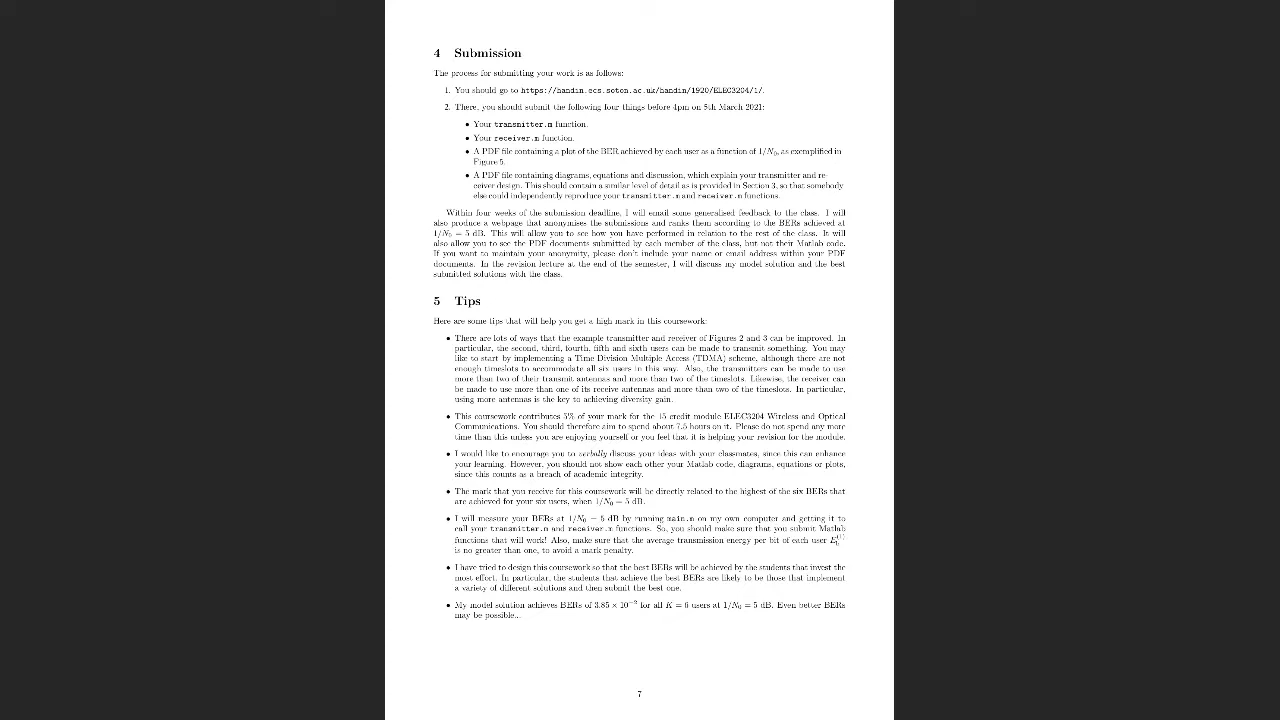 4 Submission
The process for submitting your work is as follows:
1. You should go to https://handin.ecs.soton.ac.uk/handin/1920/ELEC3204/1/.
2. There, you should submit the following four things before 4pm on 5th March 2021:
• Your transmitter.m function.
• Your receiver.m function.
• A PDF file containing a plot of the BER achieved by each user as a function of 1/N₀, as exemplified in
Figure 5.
• A PDF file containing diagrams, equations and discussion, which explain your transmitter and re-
ceiver design. This should contain a similar level of detail as is provided in Section 3, so that somebody
else could independently reproduce your transmitter.m and receiver.m functions.
Within four weeks of the submission deadline, I will email some generalised feedback to the class. I will
also produce a webpage that anonymises the submissions and ranks them according to the BERs achieved at
1/N₀ = 5 dB. This will allow you to see how you have performed in relation to the rest of the class. It will
also allow you to see the PDF documents submitted by each member of the class, but not their Matlab code.
If you want to maintain your anonymity, please don't include your name or email address within your PDF
documents. In the revision lecture at the end of the semester, I will discuss my model solution and the best
submitted solutions with the class.
5 Tips
Here are some tips that will help you get a high mark in this coursework:
• There are lots of ways that the example transmitter and receiver of Figures 2 and 3 can be improved. In
particular, the second, third, fourth, fifth and sixth users can be made to transmit something. You may
like to start by implementing a Time Division Multiple Access (TDMA) scheme, although there are not
enough timeslots to accommodate all six users in this way. Also, the transmitters can be made to use
more than two of their transmit antennas and more than two of the timeslots. Likewise, the receiver can
be made to use more than one of its receive antennas and more than two of the timeslots. In particular,
using more antennas is the key to achieving diversity gain.
• This coursework contributes 5% of your mark for the 15 credit module ELEC3204 Wireless and Optical
Communications. You should therefore aim to spend about 7.5 hours on it. Please do not spend any more
time than this unless you are enjoying yourself or you feel that it is helping your revision for the module.
• I would like to encourage you to verbally discuss your ideas with your classmates, since this can enhance
your learning. However, you should not show each other your Matlab code, diagrams, equations or plots,
since this counts as a breach of academic integrity.
• The mark that you receive for this coursework will be directly related to the highest of the six BERs that
are achieved for your six users, when 1/N₀ = 5 dB.
• I will measure your BERs at 1/N₀ = 5 dB by running main.m on my own computer and getting it to
call your transmitter.m and receiver.m functions. So, you should make sure that you submit Matlab
functions that will work! Also, make sure that the average transmission energy per bit of each user E_b^(i)
is no greater than one, to avoid a mark penalty.
• I have tried to design this coursework so that the best BERs will be achieved by the students that invest the
most effort. In particular, the students that achieve the best BERs are likely to be those that implement
a variety of different solutions and then submit the best one.
• My model solution achieves BERs of 3.85 × 10⁻² for all K = 6 users at 1/N₀ = 5 dB. Even better BERs
may be possible...
7